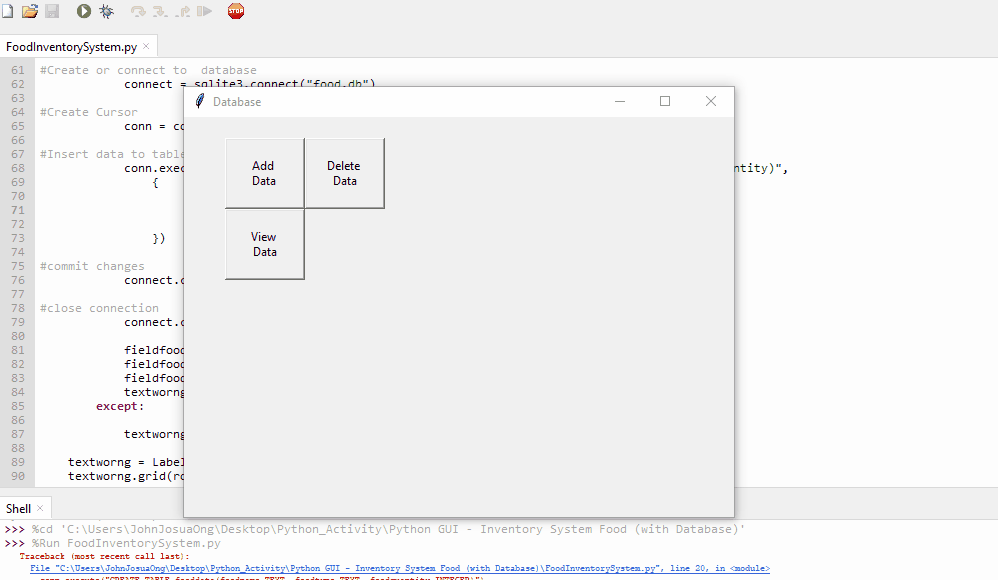 STOP
FoodInventorySystem.py ×
61 #Create or connect to database
62 connect = sqlite3.connect("food.db")
63
64 #Create Cursor
65 conn = co
66
67 #Insert data to table
68 conn.exec ntity)",
69 {
70
71
72
73 })
74
75 #commit changes
76 connect.c
77
78 #close connection
79 connect.c
80
81 fieldfood
82 fieldfood
83 fieldfood
84 textworng
85 except:
86
87 textworng
88
89 textworng = Label
90 textworng.grid(ro
Database
Add
Data
Delete
Data
View
Data
Shell ×
>>> %cd 'C:\Users\JohnJosuaOng\Desktop\Python_Activity\Python GUI - Inventory System Food (with Database)'
>>> %Run FoodInventorySystem.py
Traceback (most recent call last):
File "C:\Users\JohnJosuaOng\Desktop\Python_Activity\Python GUI - Inventory System Food (with Database)\FoodInventorySystem.py", line 20, in <module>